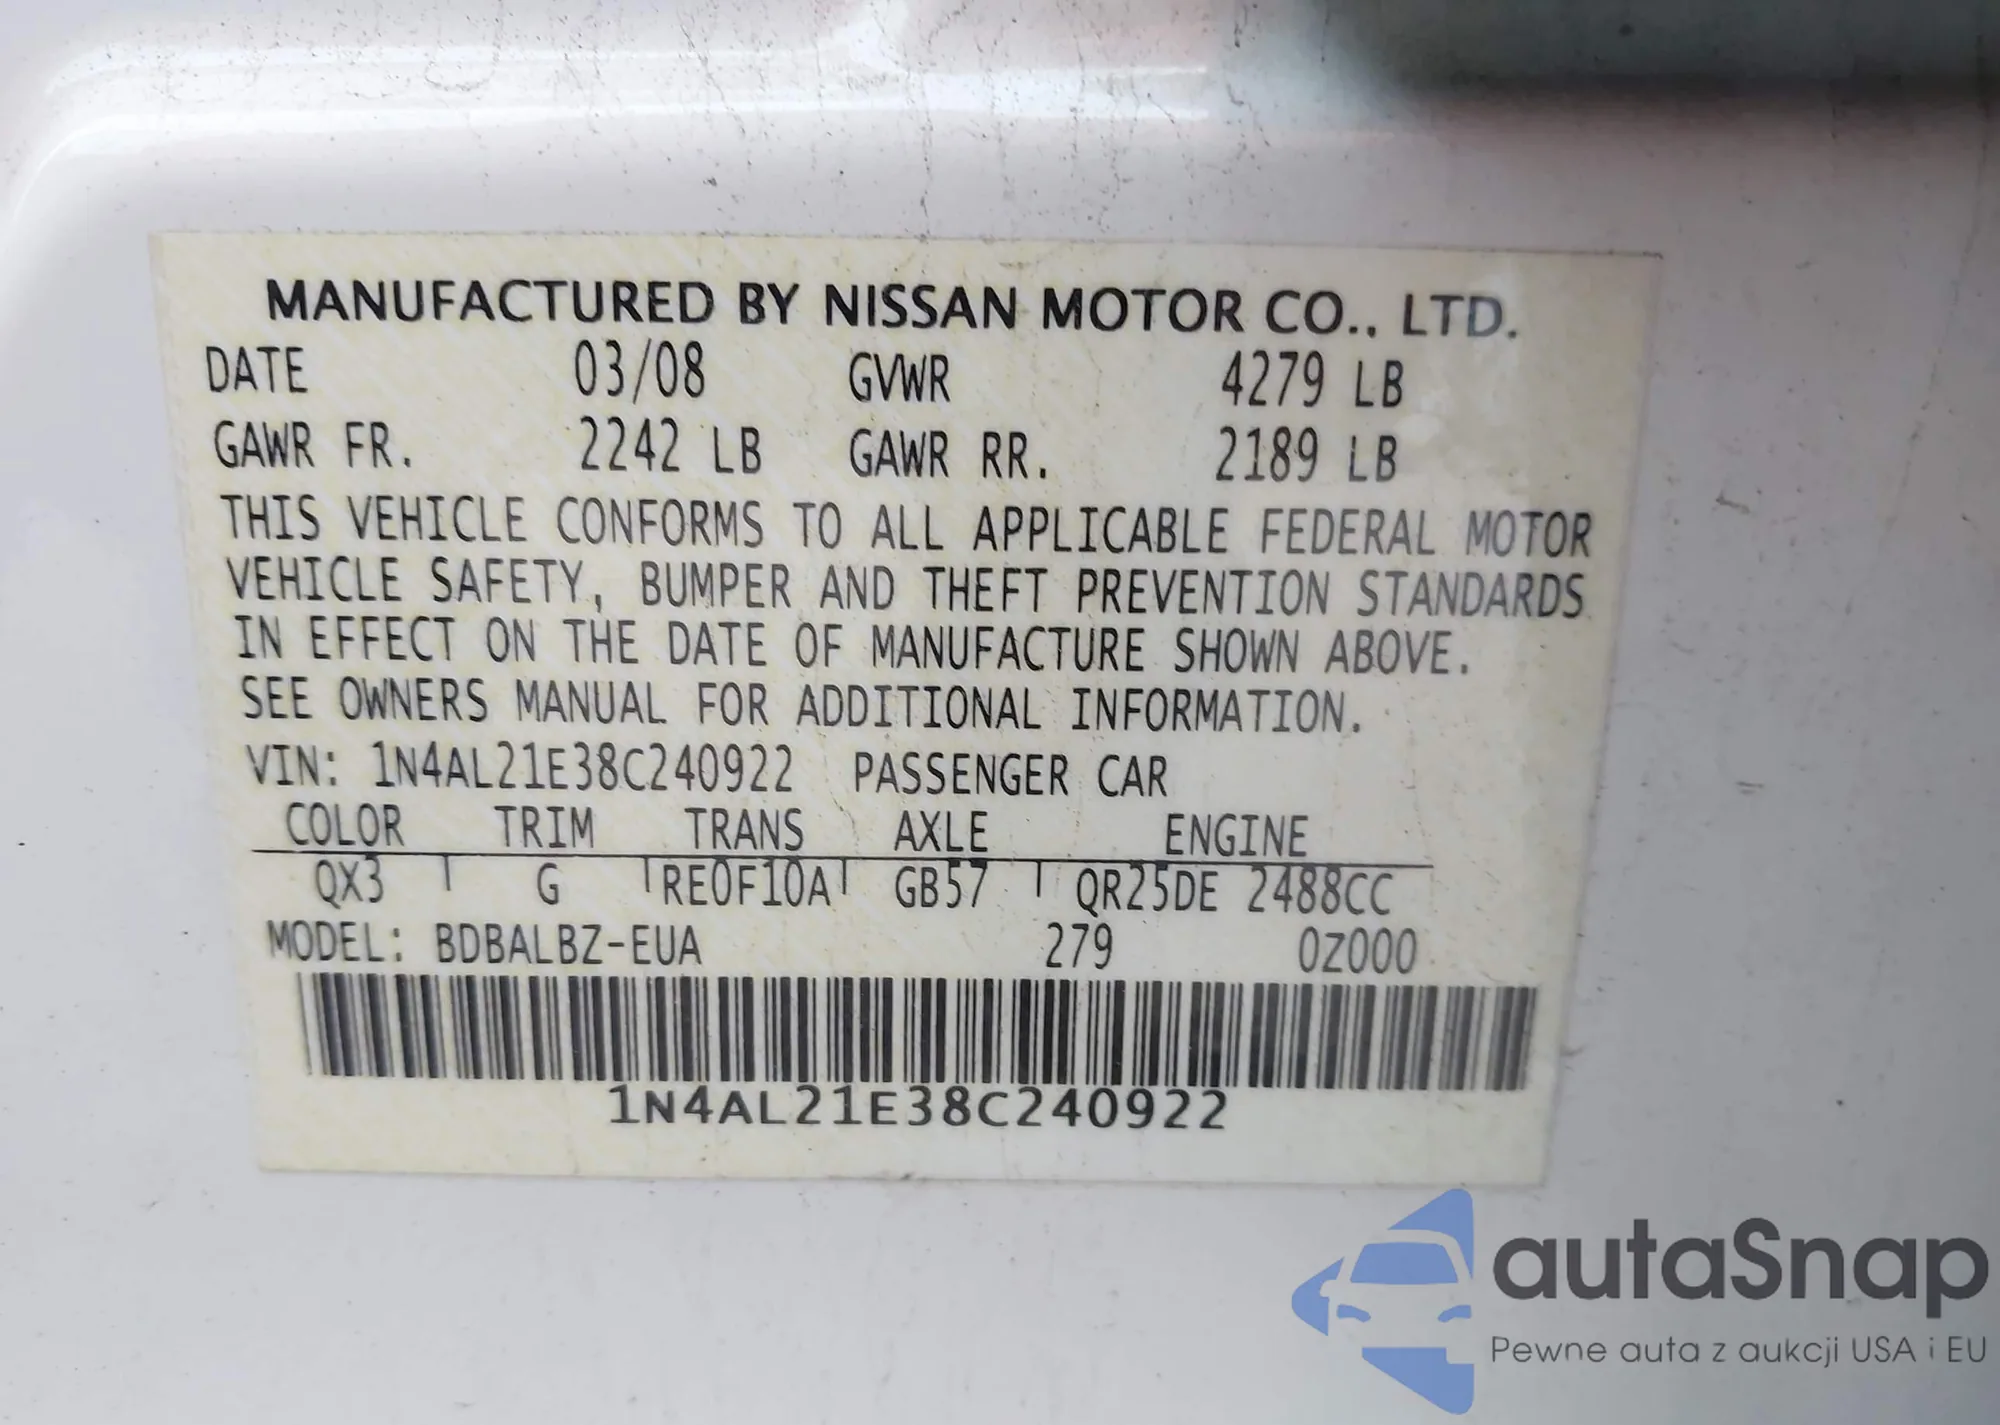 MANUFACTURED BY NISSAN MOTOR CO., LTD.
DATE 03/08 GVWR 4279 LB
GAWR FR. 2242 LB GAWR RR. 2189 LB
THIS VEHICLE CONFORMS TO ALL APPLICABLE FEDERAL MOTOR
VEHICLE SAFETY, BUMPER AND THEFT PREVENTION STANDARDS
IN EFFECT ON THE DATE OF MANUFACTURE SHOWN ABOVE.
SEE OWNERS MANUAL FOR ADDITIONAL INFORMATION.
VIN: 1N4AL21E38C240922 PASSENGER CAR
COLOR TRIM TRANS AXLE ENGINE
QX3 G RE0F10A GB57 QR25DE 2488CC
MODEL: BDBALBZ-EUA 279 0Z000
1N4AL21E38C240922
autaSnap
Pewne auta z aukcji USA i EU